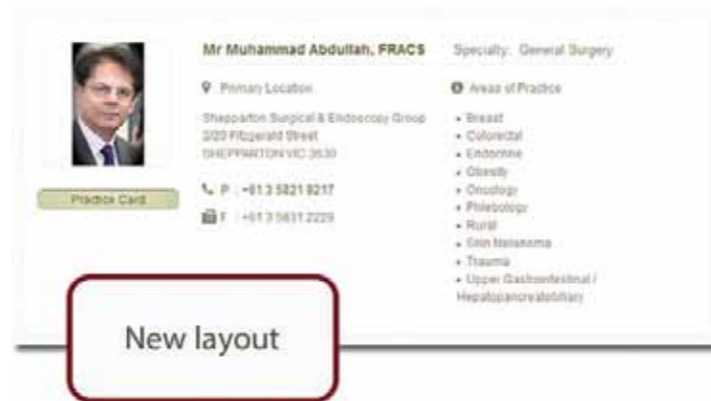 Mr Muhammad Abdullah, FRACS
Specialty: General Surgery
Primary Location
Shepparton Surgical & Endoscopy Group
Fitzgerald Street
SHEPPARTON VIC 3630
P : +61 3 5821 9217
F : +61 3 5831 2229
Practice Card
Areas of Practice
• Breast
• Colorectal
• Endocrine
• Obesity
• Oncology
• Phlebology
• Rural
• Skin Melanoma
• Trauma
• Upper Gastrointestinal /
Hepatopancreatobiliary
New layout